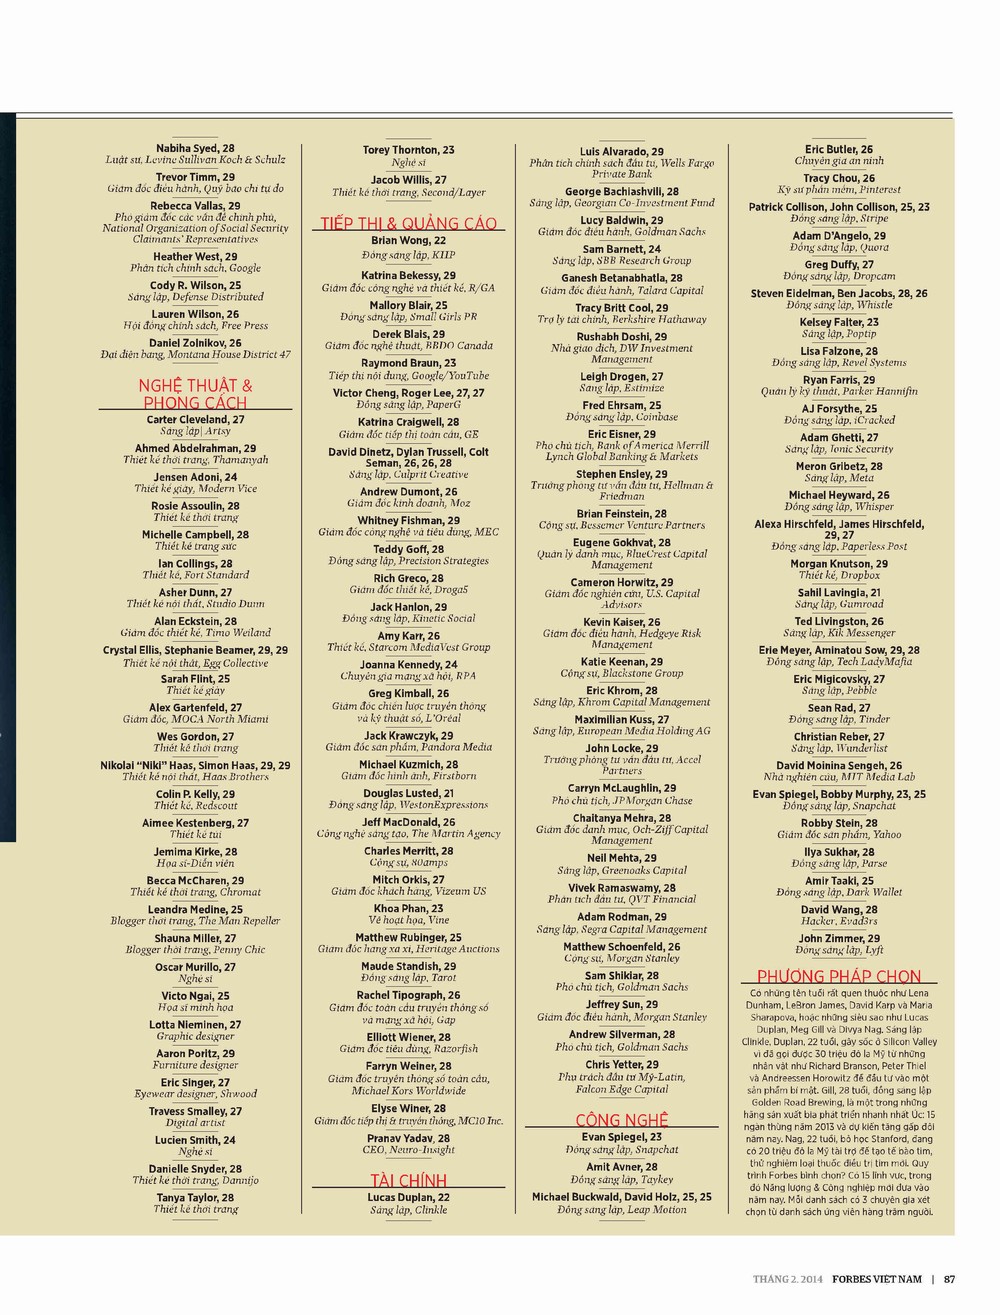 Nabiha Syed, 28
Luật sư, Levine Sullivan Koch & Schulz
Trevor Timm, 29
Giám đốc điều hành, Quỹ báo chí tự do
Rebecca Vallas, 29
Phó giám đốc các vấn đề chính phủ,
National Organization of Social Security
Claimants' Representatives
Heather West, 29
Phân tích chính sách, Google
Cody R. Wilson, 25
Sáng lập, Defense Distributed
Lauren Wilson, 26
Hội đồng chính sách, Free Press
Daniel Zolnikov, 26
Đại diện bang, Montana House District 47
NGHỆ THUẬT &
PHONG CÁCH
Carter Cleveland, 27
Sáng lập| Artsy
Ahmed Abdelrahman, 29
Thiết kế thời trang, Thamanyah
Jensen Adoni, 24
Thiết kế giày, Modern Vice
Rosie Assoulin, 28
Thiết kế thời trang
Michelle Campbell, 28
Thiết kế trang sức
Ian Collings, 28
Thiết kế, Fort Standard
Asher Dunn, 27
Thiết kế nội thất, Studio Dunn
Alan Eckstein, 28
Giám đốc thiết kế, Timo Weiland
Crystal Ellis, Stephanie Beamer, 29, 29
Thiết kế nội thất, Egg Collective
Sarah Flint, 25
Thiết kế giày
Alex Gartenfeld, 27
Giám đốc, MOCA North Miami
Wes Gordon, 27
Thiết kế thời trang
Nikolai “Niki” Haas, Simon Haas, 29, 29
Thiết kế nội thất, Haas Brothers
Colin P. Kelly, 29
Thiết kế, Redscout
Aimee Kestenberg, 27
Thiết kế túi
Jemima Kirke, 28
Họa sĩ-Diễn viên
Becca McCharen, 29
Thiết kế thời trang, Chromat
Leandra Medine, 25
Blogger thời trang, The Man Repeller
Shauna Miller, 27
Blogger thời trang, Penny Chic
Oscar Murillo, 27
Nghệ sĩ
Victo Ngai, 25
Họa sĩ minh họa
Lotta Nieminen, 27
Graphic designer
Aaron Poritz, 29
Furniture designer
Eric Singer, 27
Eyewear designer, Shwood
Travess Smalley, 27
Digital artist
Lucien Smith, 24
Nghệ sĩ
Danielle Snyder, 28
Thiết kế thời trang, Dannijo
Tanya Taylor, 28
Thiết kế thời trang
Torey Thornton, 23
Nghệ sĩ
Jacob Willis, 27
Thiết kế thời trang, Second/Layer
TIẾP THỊ & QUẢNG CÁO
Brian Wong, 22
Đồng sáng lập, KIIP
Katrina Bekessy, 29
Giám đốc công nghệ và thiết kế, R/GA
Mallory Blair, 25
Đồng sáng lập, Small Girls PR
Derek Blais, 29
Giám đốc nghệ thuật, BBDO Canada
Raymond Braun, 23
Tiếp thị nội dung, Google/YouTube
Victor Cheng, Roger Lee, 27, 27
Đồng sáng lập, PaperG
Katrina Craigwell, 28
Giám đốc tiếp thị toàn cầu, GE
David Dinetz, Dylan Trussell, Colt
Seman, 26, 26, 28
Sáng lập, Culprit Creative
Andrew Dumont, 26
Giám đốc kinh doanh, Moz
Whitney Fishman, 29
Giám đốc công nghệ và tiêu dùng, MEC
Teddy Goff, 28
Đồng sáng lập, Precision Strategies
Rich Greco, 28
Giám đốc thiết kế, Droga5
Jack Hanlon, 29
Đồng sáng lập, Kinetic Social
Amy Karr, 26
Thiết kế, Starcom MediaVest Group
Joanna Kennedy, 24
Chuyên gia mạng xã hội, RPA
Greg Kimball, 26
Giám đốc chiến lược truyền thông
và kỹ thuật số, L'Oréal
Jack Krawczyk, 29
Giám đốc sản phẩm, Pandora Media
Michael Kuzmich, 28
Giám đốc hình ảnh, Firstborn
Douglas Lusted, 21
Đồng sáng lập, WestonExpressions
Jeff MacDonald, 26
Công nghệ sáng tạo, The Martin Agency
Charles Merritt, 28
Cộng sự, 80amps
Mitch Orkis, 27
Giám đốc khách hàng, Vizeum US
Khoa Phan, 23
Vẽ hoạt họa, Vine
Matthew Rubinger, 25
Giám đốc hàng xa xỉ, Heritage Auctions
Maude Standish, 29
Đồng sáng lập, Tarot
Rachel Tipograph, 26
Giám đốc toàn cầu truyền thông số
và mạng xã hội, Gap
Elliott Wiener, 28
Giám đốc tiêu dùng, Razorfish
Farryn Weiner, 28
Giám đốc truyền thông số toàn cầu,
Michael Kors Worldwide
Elyse Winer, 28
Giám đốc tiếp thị & truyền thông, MC10 Inc.
Pranav Yadav, 28
CEO, Neuro-Insight
TÀI CHÍNH
Lucas Duplan, 22
Sáng lập, Clinkle
Luis Alvarado, 29
Phân tích chính sách đầu tư, Wells Fargo
Private Bank
George Bachiashvili, 28
Sáng lập, Georgian Co-Investment Fund
Lucy Baldwin, 29
Giám đốc điều hành, Goldman Sachs
Sam Barnett, 24
Sáng lập, SBB Research Group
Ganesh Betanabhatla, 28
Giám đốc điều hành, Talara Capital
Tracy Britt Cool, 29
Trợ lý tài chính, Berkshire Hathaway
Rushabh Doshi, 29
Nhà giao dịch, DW Investment
Management
Leigh Drogen, 27
Sáng lập, Estimize
Fred Ehrsam, 25
Đồng sáng lập, Coinbase
Eric Eisner, 29
Phó chủ tịch, Bank of America Merrill
Lynch Global Banking & Markets
Stephen Ensley, 29
Trưởng phòng tư vấn đầu tư, Hellman &
Friedman
Brian Feinstein, 28
Cộng sự, Bessemer Venture Partners
Eugene Gokhvat, 28
Quản lý danh mục, BlueCrest Capital
Management
Cameron Horwitz, 29
Giám đốc nghiên cứu, U.S. Capital
Advisors
Kevin Kaiser, 26
Giám đốc điều hành, Hedgeye Risk
Management
Katie Keenan, 29
Cộng sự, Blackstone Group
Eric Khrom, 28
Sáng lập, Khrom Capital Management
Maximilian Kuss, 27
Sáng lập, European Media Holding AG
John Locke, 29
Trưởng phòng tư vấn đầu tư, Accel
Partners
Carryn McLaughlin, 29
Phó chủ tịch, JPMorgan Chase
Chaitanya Mehra, 28
Giám đốc danh mục, Och-Ziff Capital
Management
Neil Mehta, 29
Sáng lập, Greenoaks Capital
Vivek Ramaswamy, 28
Phân tích đầu tư, QVT Financial
Adam Rodman, 29
Sáng lập, Segra Capital Management
Matthew Schoenfeld, 26
Cộng sự, Morgan Stanley
Sam Shikiar, 28
Phó chủ tịch, Goldman Sachs
Jeffrey Sun, 29
Giám đốc điều hành, Morgan Stanley
Andrew Silverman, 28
Phó chủ tịch, Goldman Sachs
Chris Yetter, 29
Phụ trách đầu tư Mỹ-Latin,
Falcon Edge Capital
CÔNG NGHỆ
Evan Spiegel, 23
Đồng sáng lập, Snapchat
Amit Avner, 28
Đồng sáng lập, Taykey
Michael Buckwald, David Holz, 25, 25
Đồng sáng lập, Leap Motion
Eric Butler, 26
Chuyên gia an ninh
Tracy Chou, 26
Kỹ sư phần mềm, Pinterest
Patrick Collison, John Collison, 25, 23
Đồng sáng lập, Stripe
Adam D'Angelo, 29
Đồng sáng lập, Quora
Greg Duffy, 27
Đồng sáng lập, Dropcam
Steven Eidelman, Ben Jacobs, 28, 26
Đồng sáng lập, Whistle
Kelsey Falter, 23
Sáng lập, Poptip
Lisa Falzone, 28
Đồng sáng lập, Revel Systems
Ryan Farris, 29
Quản lý kỹ thuật, Parker Hannifin
AJ Forsythe, 25
Đồng sáng lập, iCracked
Adam Ghetti, 27
Sáng lập, Ionic Security
Meron Gribetz, 28
Sáng lập, Meta
Michael Heyward, 26
Đồng sáng lập, Whisper
Alexa Hirschfeld, James Hirschfeld,
29, 27
Đồng sáng lập, Paperless Post
Morgan Knutson, 29
Thiết kế, Dropbox
Sahil Lavingia, 21
Sáng lập, Gumroad
Ted Livingston, 26
Sáng lập, Kik Messenger
Erie Meyer, Aminatou Sow, 29, 28
Đồng sáng lập, Tech LadyMafia
Eric Migicovsky, 27
Sáng lập, Pebble
Sean Rad, 27
Đồng sáng lập, Tinder
Christian Reber, 27
Sáng lập, Wunderlist
David Moinina Sengeh, 26
Nhà nghiên cứu, MIT Media Lab
Evan Spiegel, Bobby Murphy, 23, 25
Đồng sáng lập, Snapchat
Robby Stein, 28
Giám đốc sản phẩm, Yahoo
Ilya Sukhar, 28
Đồng sáng lập, Parse
Amir Taaki, 25
Đồng sáng lập, Dark Wallet
David Wang, 28
Hacker, Evad3rs
John Zimmer, 29
Đồng sáng lập, Lyft
PHƯƠNG PHÁP CHỌN
Có những tên tuổi rất quen thuộc như Lena
Dunham, LeBron James, David Karp và Maria
Sharapova, hoặc những siêu sao như Lucas
Duplan, Meg Gill và Divya Nag. Sáng lập
Clinkle, Duplan, 22 tuổi, gây sốc ở Silicon Valley
vì đã gọi được 30 triệu đô la Mỹ từ những
nhân vật như Richard Branson, Peter Thiel
và Andreessen Horowitz để đầu tư vào một
sản phẩm bí mật. Gill, 28 tuổi, đồng sáng lập
Golden Road Brewing, là một trong những
hãng sản xuất bia phát triển nhanh nhất Úc: 15
ngàn thùng năm 2013 và dự kiến tăng gấp đôi
năm nay. Nag, 22 tuổi, bỏ học Stanford, đang
có 20 triệu đô la Mỹ tài trợ để tạo tế bào tim,
thử nghiệm loại thuốc điều trị tim mới. Quy
trình Forbes bình chọn? Có 15 lĩnh vực, trong
đó Năng lượng & Công nghiệp mới đưa vào
năm nay. Mỗi danh sách có 3 chuyên gia xét
chọn từ danh sách ứng viên hàng trăm người.
THÁNG 2. 2014 FORBES VIỆT NAM | 87